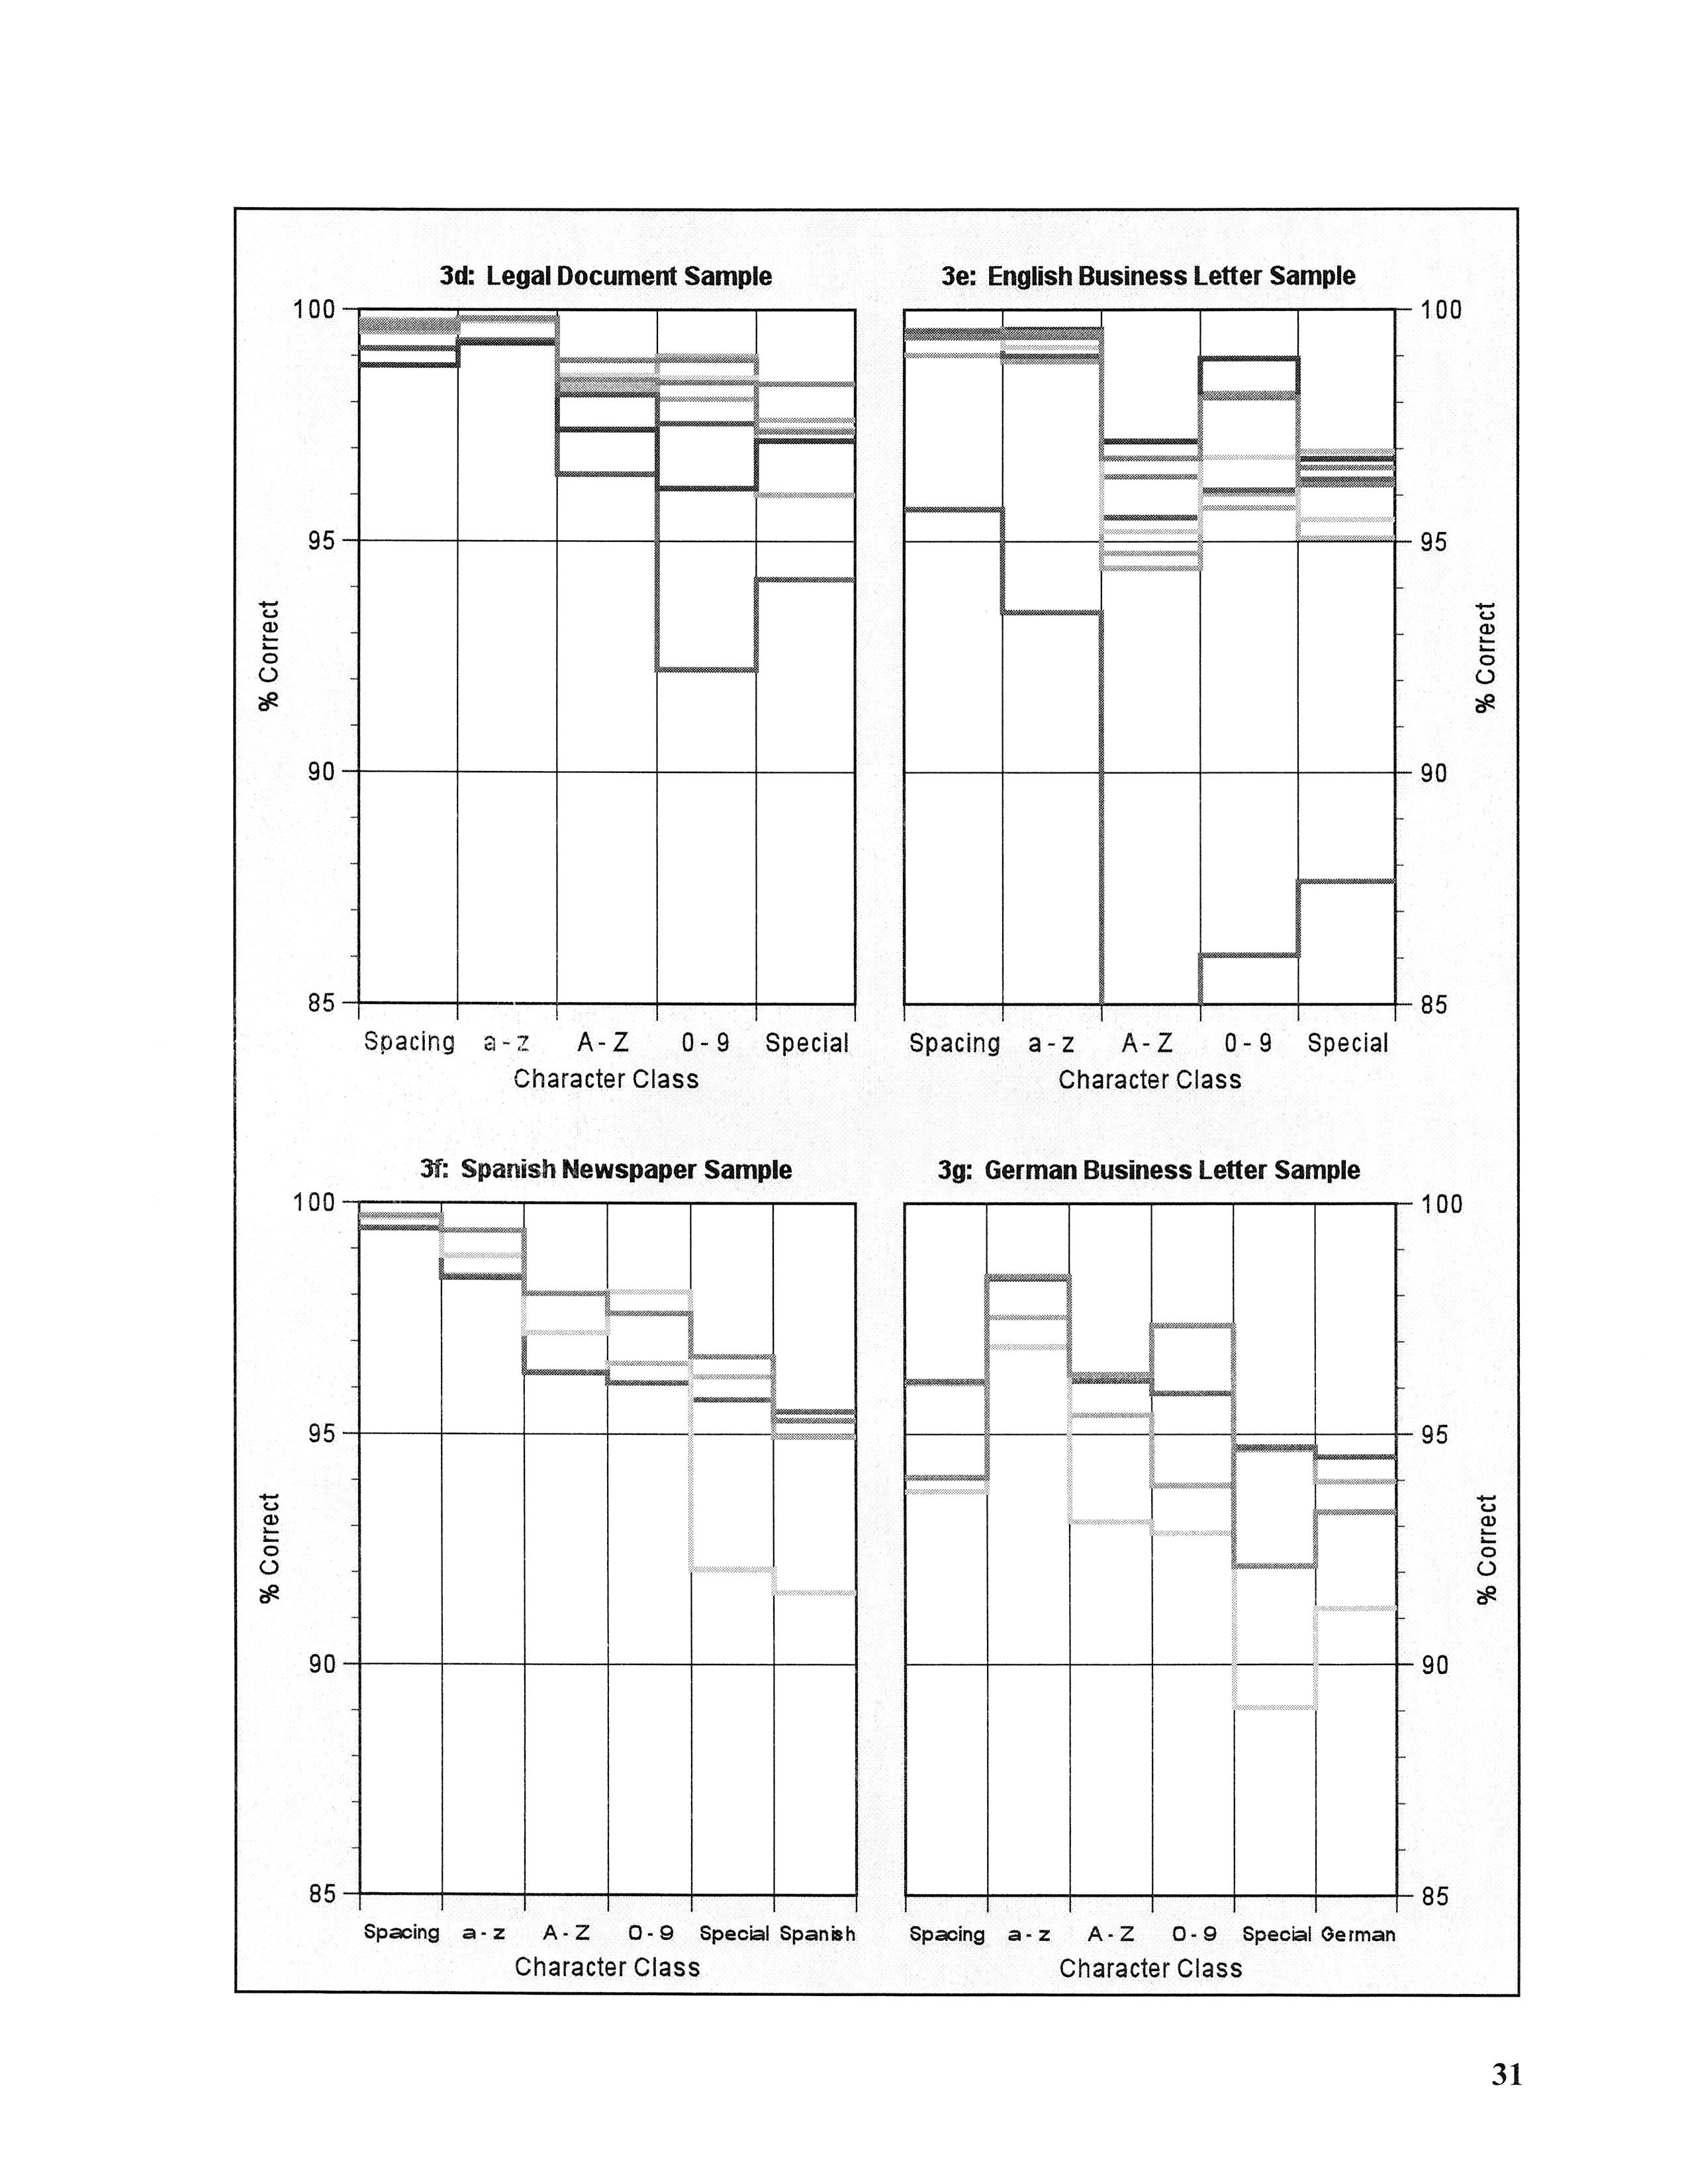 3d: Legal Document Sample
100
95
90
85
% Correct
Spacing a - z A - Z 0 - 9 Special
Character Class
3e: English Business Letter Sample
100
95
90
85
% Correct
Spacing a - z A - Z 0 - 9 Special
Character Class
3f: Spanish Newspaper Sample
100
95
90
85
% Correct
Spacing a - z A - Z 0 - 9 Special Spanish
Character Class
3g: German Business Letter Sample
100
95
90
85
% Correct
Spacing a - z A - Z 0 - 9 Special German
Character Class
31